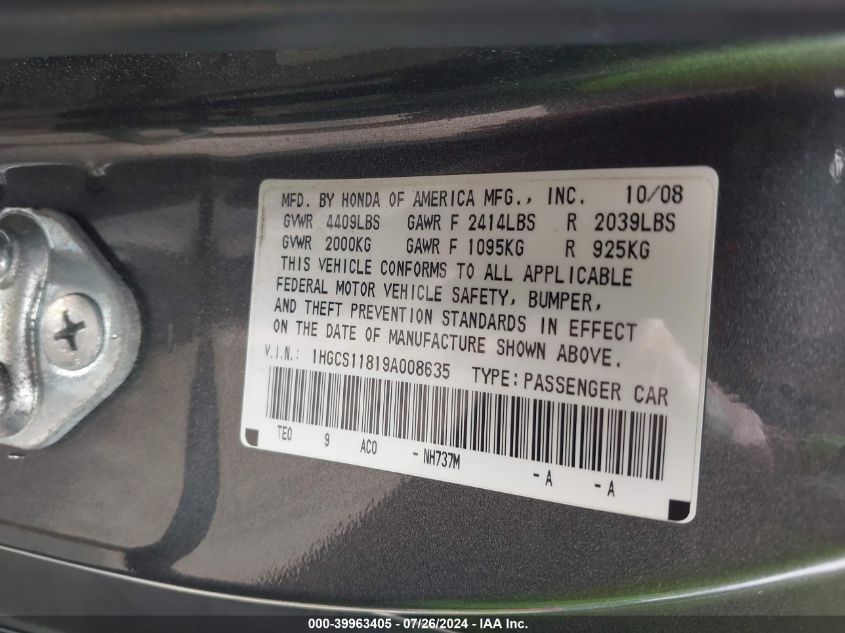 MFD. BY HONDA OF AMERICA MFG., INC. 10/08
GVWR 4409LBS GAWR F 2414LBS R 2039LBS
GVWR 2000KG GAWR F 1095KG R 925KG
THIS VEHICLE CONFORMS TO ALL APPLICABLE
FEDERAL MOTOR VEHICLE SAFETY, BUMPER,
AND THEFT PREVENTION STANDARDS IN EFFECT
ON THE DATE OF MANUFACTURE SHOWN ABOVE.
V.I.N.: 1HGCS11819A008635 TYPE: PASSENGER CAR
TE0 9 AC0 - NH737M - A - A
000-39963405 - 07/26/2024 - IAA Inc.